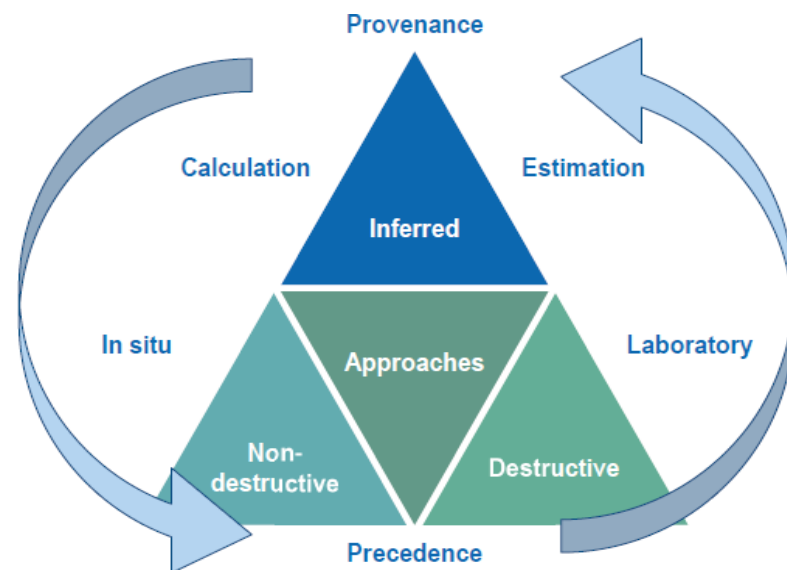 Provenance
Calculation
Estimation
Inferred
In situ
Approaches
Laboratory
Non-
destructive
Destructive
Precedence